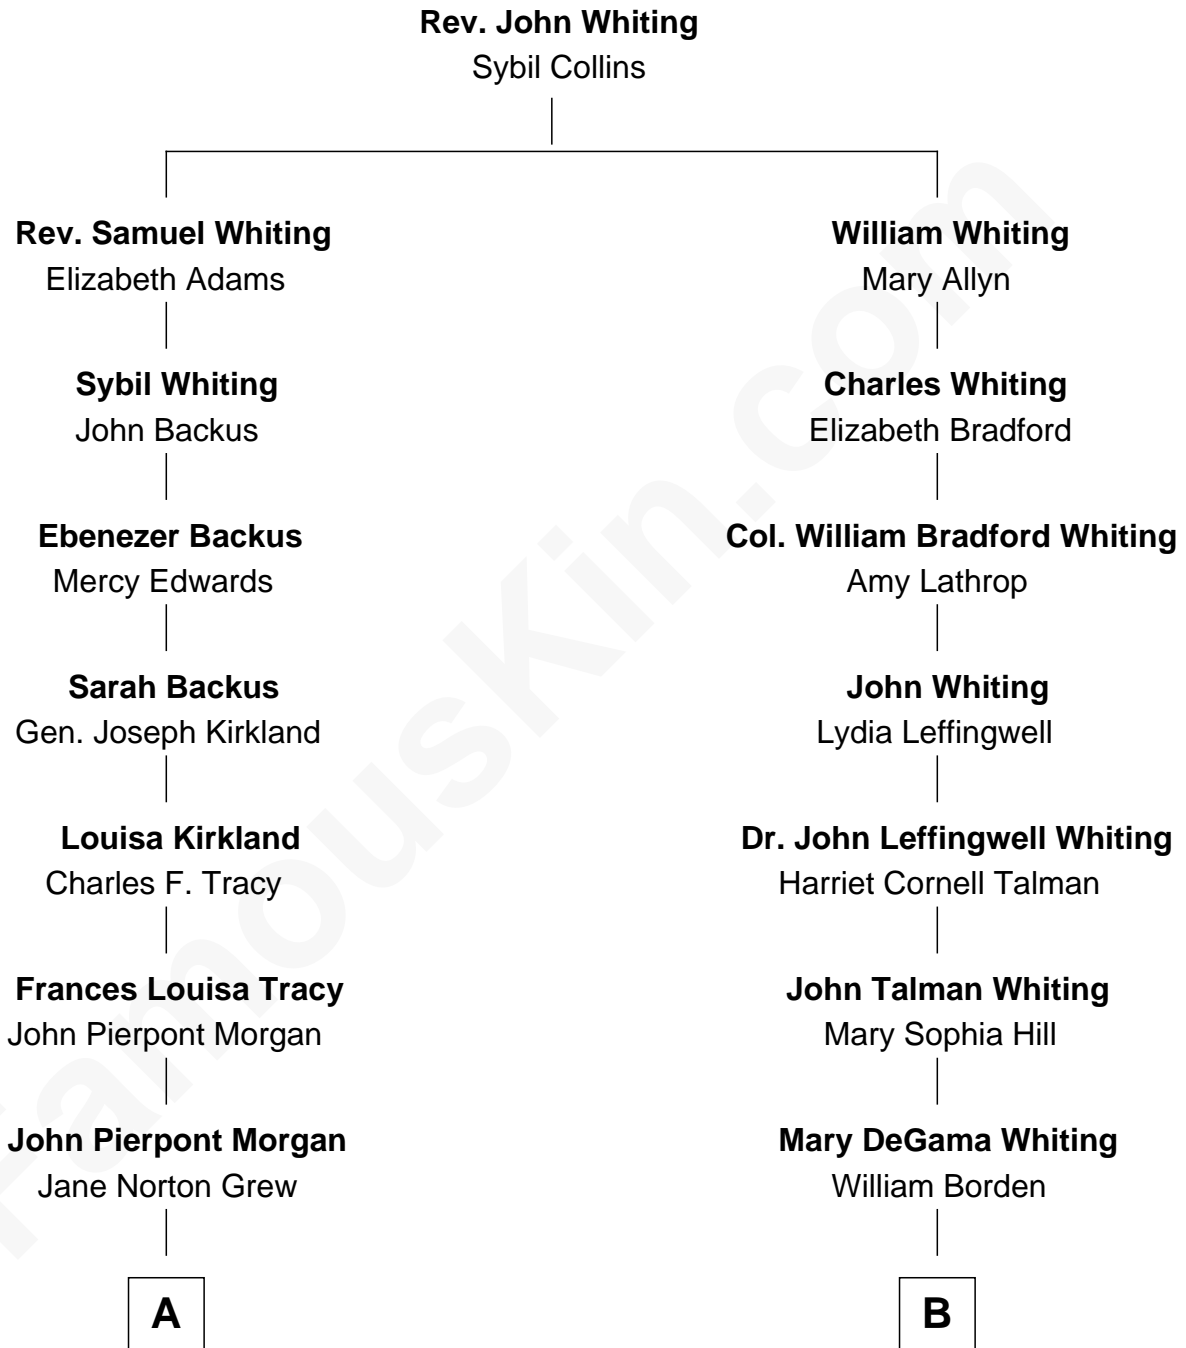 Rev. John Whiting
Sybil Collins
Rev. Samuel Whiting
Elizabeth Adams
William Whiting
Mary Allyn
Sybil Whiting
John Backus
Charles Whiting
Elizabeth Bradford
Ebenezer Backus
Mercy Edwards
Col. William Bradford Whiting
Amy Lathrop
Sarah Backus
Gen. Joseph Kirkland
John Whiting
Lydia Leffingwell
Louisa Kirkland
Charles F. Tracy
Dr. John Leffingwell Whiting
Harriet Cornell Talman
Frances Louisa Tracy
John Pierpont Morgan
John Talman Whiting
Mary Sophia Hill
John Pierpont Morgan
Jane Norton Grew
Mary DeGama Whiting
William Borden
A
B
FamousKin.com